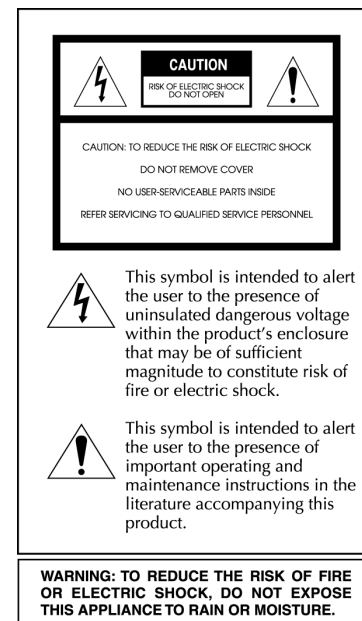 CAUTION
RISK OF ELECTRIC SHOCK
DO NOT OPEN
CAUTION: TO REDUCE THE RISK OF ELECTRIC SHOCK
DO NOT REMOVE COVER
NO USER-SERVICEABLE PARTS INSIDE
REFER SERVICING TO QUALIFIED SERVICE PERSONNEL
This symbol is intended to alert
the user to the presence of
uninsulated dangerous voltage
within the product's enclosure
that may be of sufficient
magnitude to constitute risk of
fire or electric shock.
This symbol is intended to alert
the user to the presence of
important operating and
maintenance instructions in the
literature accompanying this
product.
WARNING: TO REDUCE THE RISK OF FIRE
OR ELECTRIC SHOCK, DO NOT EXPOSE
THIS APPLIANCE TO RAIN OR MOISTURE.